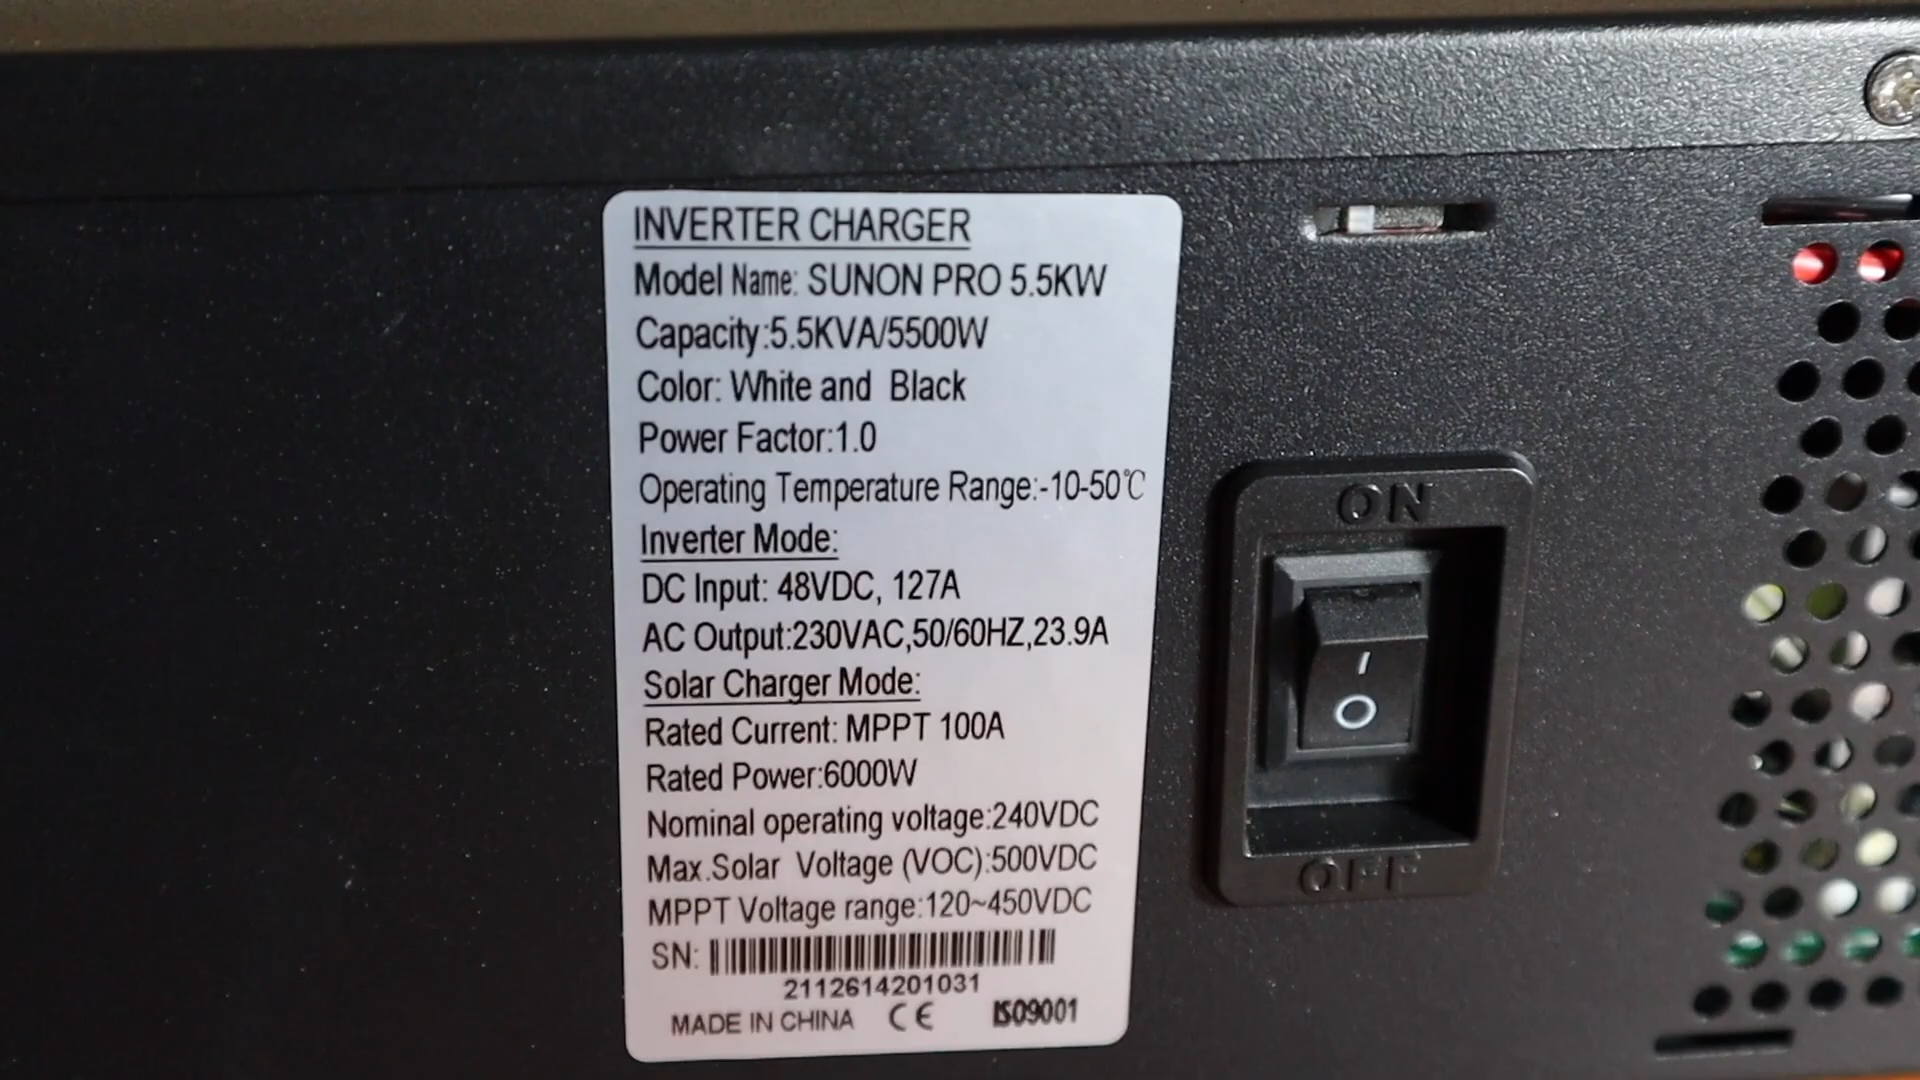 INVERTER CHARGER
Model Name: SUNON PRO 5.5KW
Capacity:5.5KVA/5500W
Color: White and Black
Power Factor:1.0
Operating Temperature Range:-10-50℃
Inverter Mode:
DC Input: 48VDC, 127A
AC Output:230VAC,50/60HZ,23.9A
Solar Charger Mode:
Rated Current: MPPT 100A
Rated Power:6000W
Nominal operating voltage:240VDC
Max.Solar Voltage (VOC):500VDC
MPPT Voltage range:120~450VDC
SN:
2112614201031
MADE IN CHINA CE ISO9001
ON
I
O
OFF